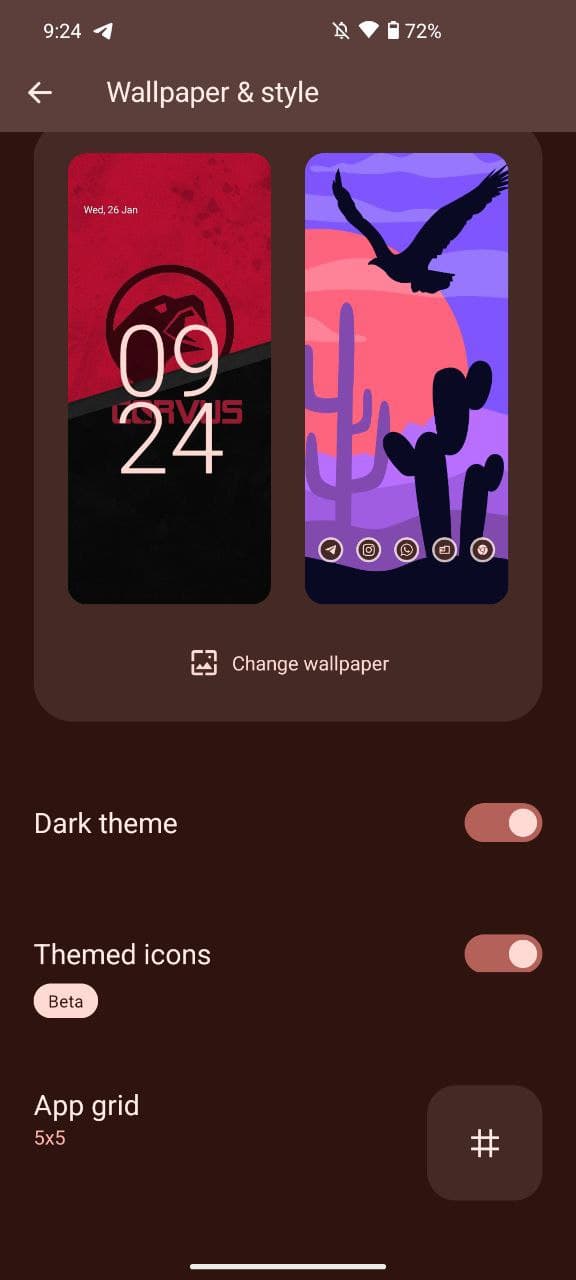 9:24
72%
Wallpaper & style
Wed, 26 Jan
09
CORVUS
24
Change wallpaper
Dark theme
Themed icons
Beta
App grid
5x5